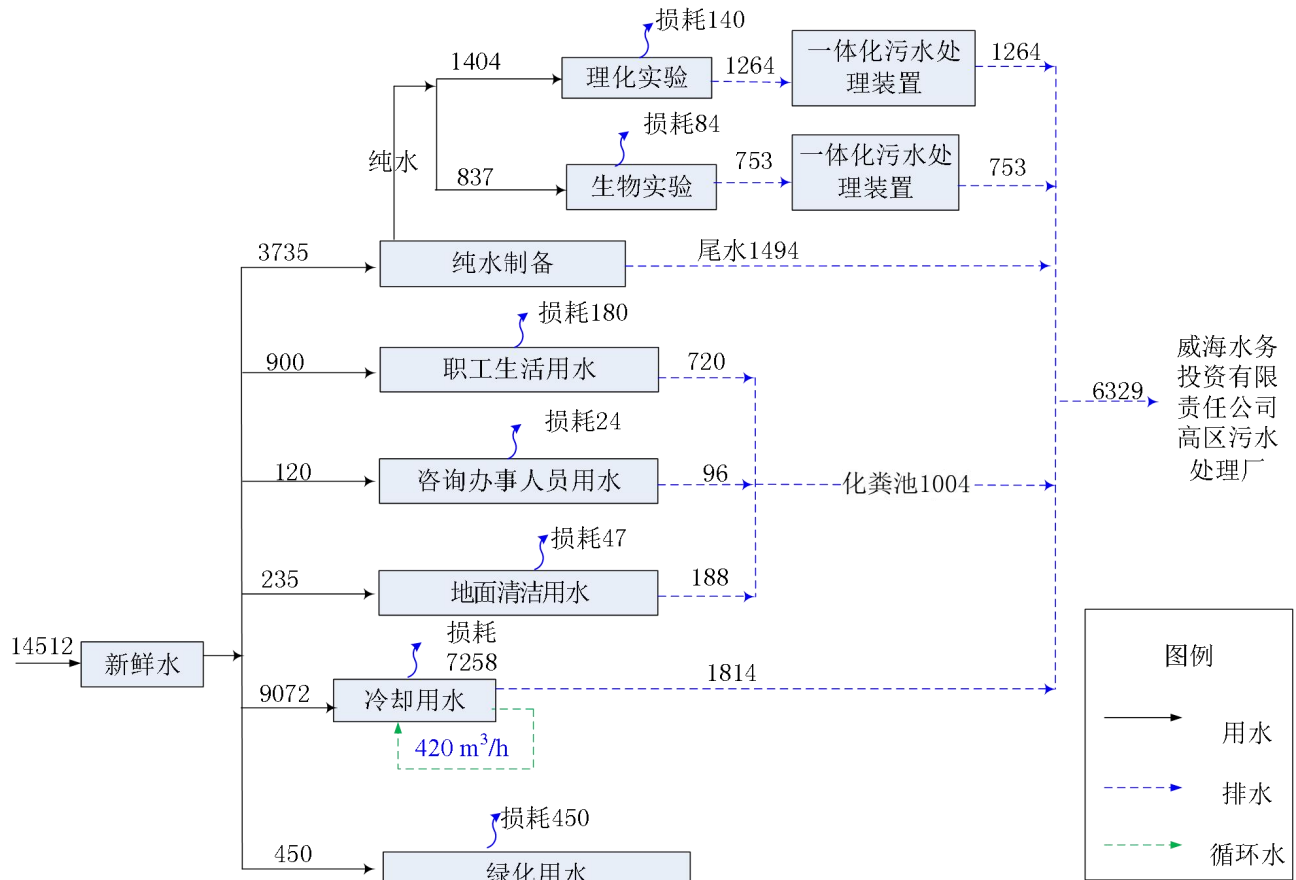 损耗140
1404
理化实验
1264
一体化污水处
理装置
1264
损耗84
纯水
837
生物实验
753
一体化污水处
理装置
753
3735
纯水制备
尾水1494
损耗180
900
职工生活用水
720
威海水务
投资有限
责任公司
高区污水
处理厂
6329
损耗24
120
咨询办事人员用水
96
化粪池1004
损耗47
235
地面清洁用水
188
14512
新鲜水
损耗
7258
9072
冷却用水
1814
420 m³/h
损耗450
450
绿化用水
图例
用水
排水
循环水